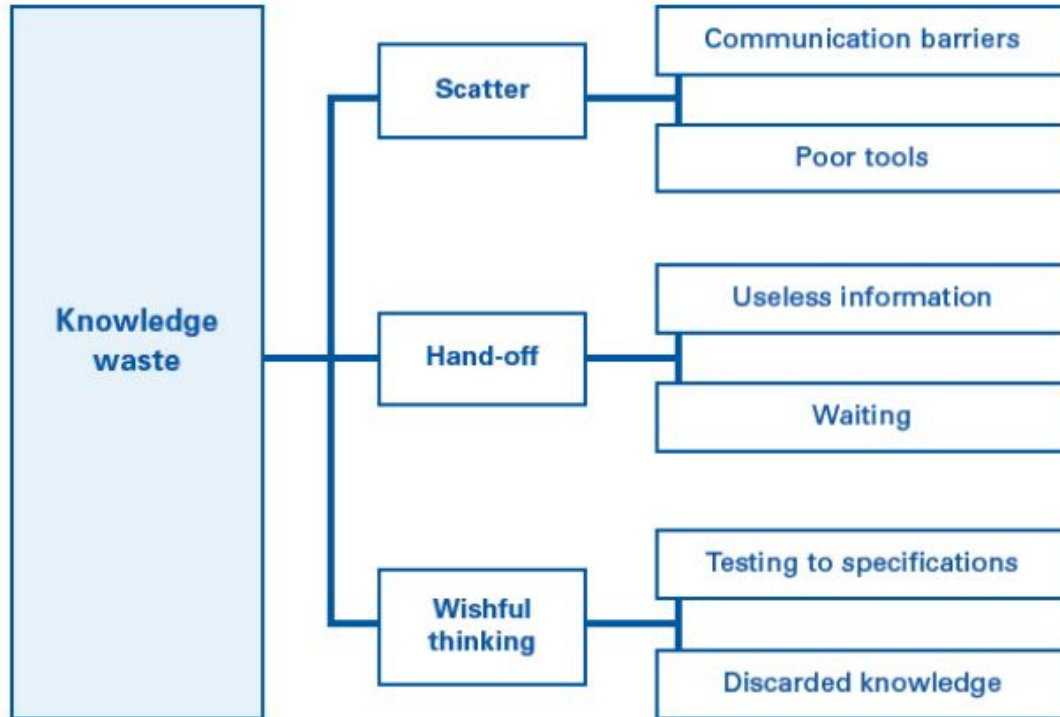 Knowledge
waste
Scatter
Communication barriers
Poor tools
Hand-off
Useless information
Waiting
Wishful
thinking
Testing to specifications
Discarded knowledge